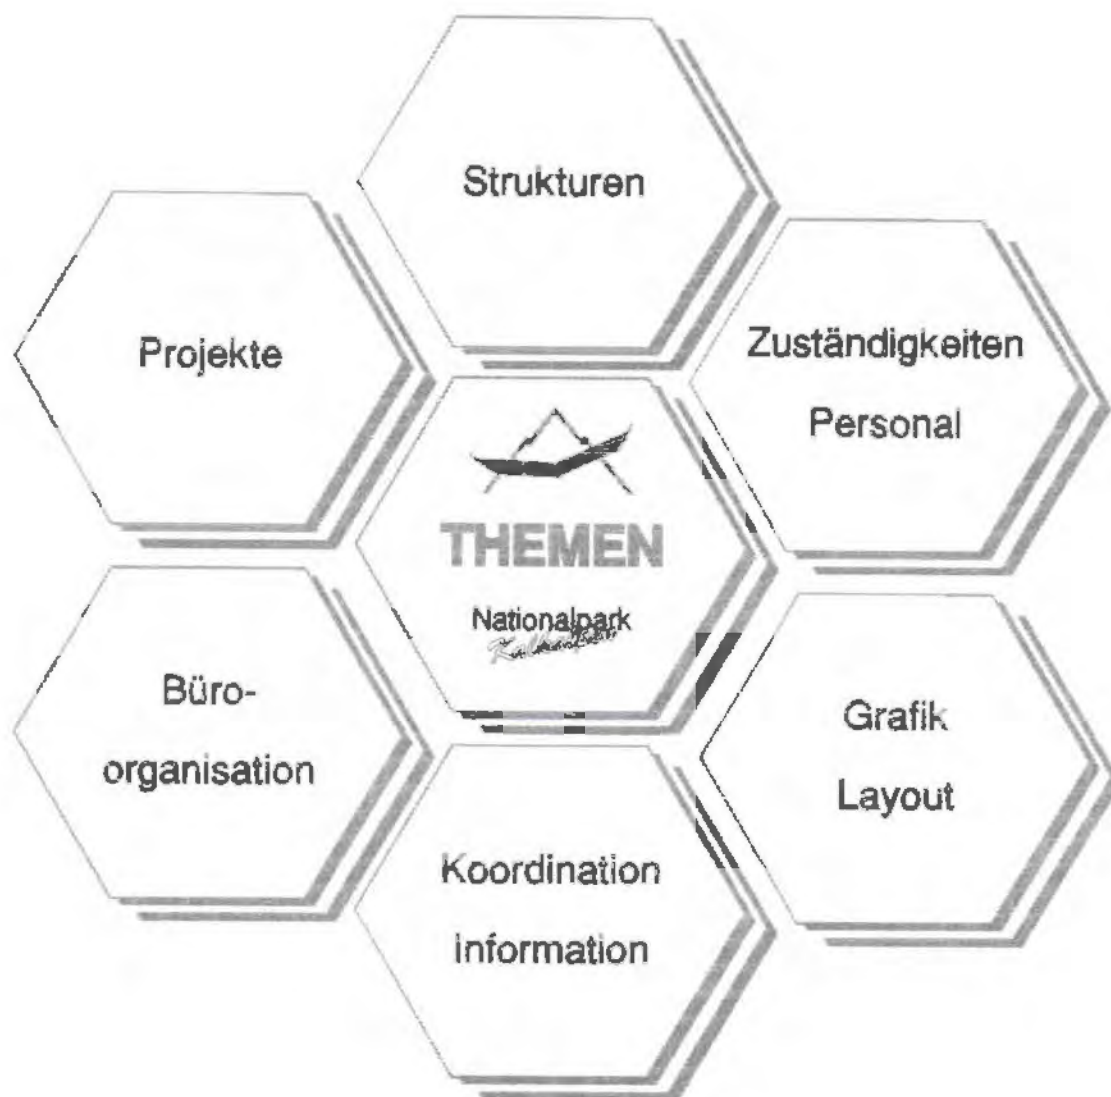 Strukturen
Projekte
Zuständigkeiten
Personal
THEMEN
Nationalpark
Büro-
organisation
Grafik
Layout
Koordination
Information